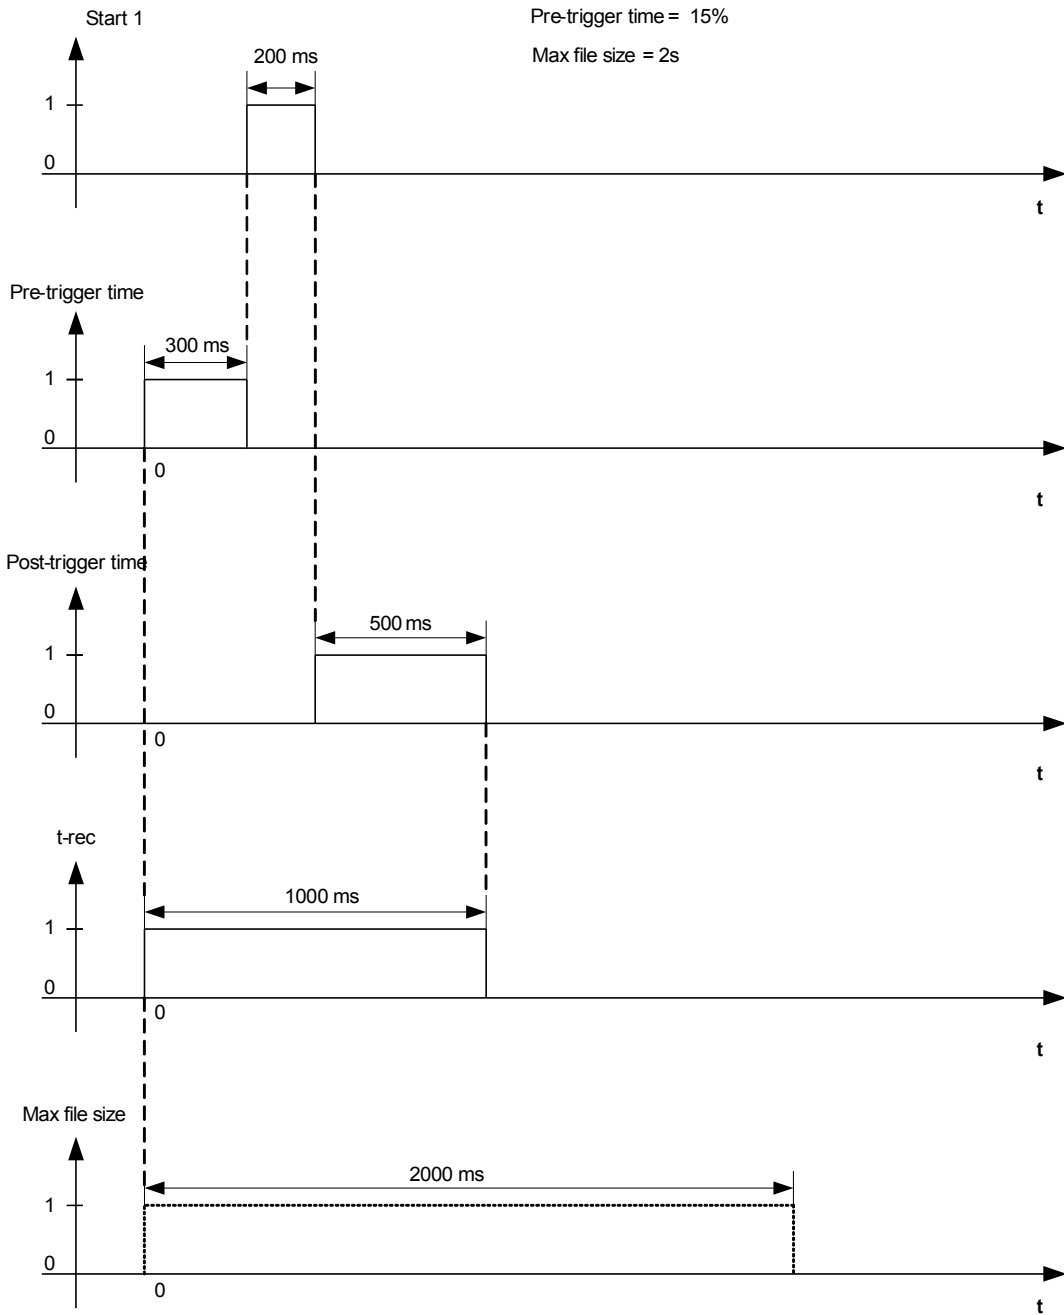 Start 1
Pre-trigger time = 15%
Max file size = 2s
200 ms
1
0
t
Pre-trigger time
300 ms
1
0
0
t
Post-trigger time
500 ms
1
0
0
t
t-rec
1000 ms
1
0
0
t
Max file size
2000 ms
1
0
0
t